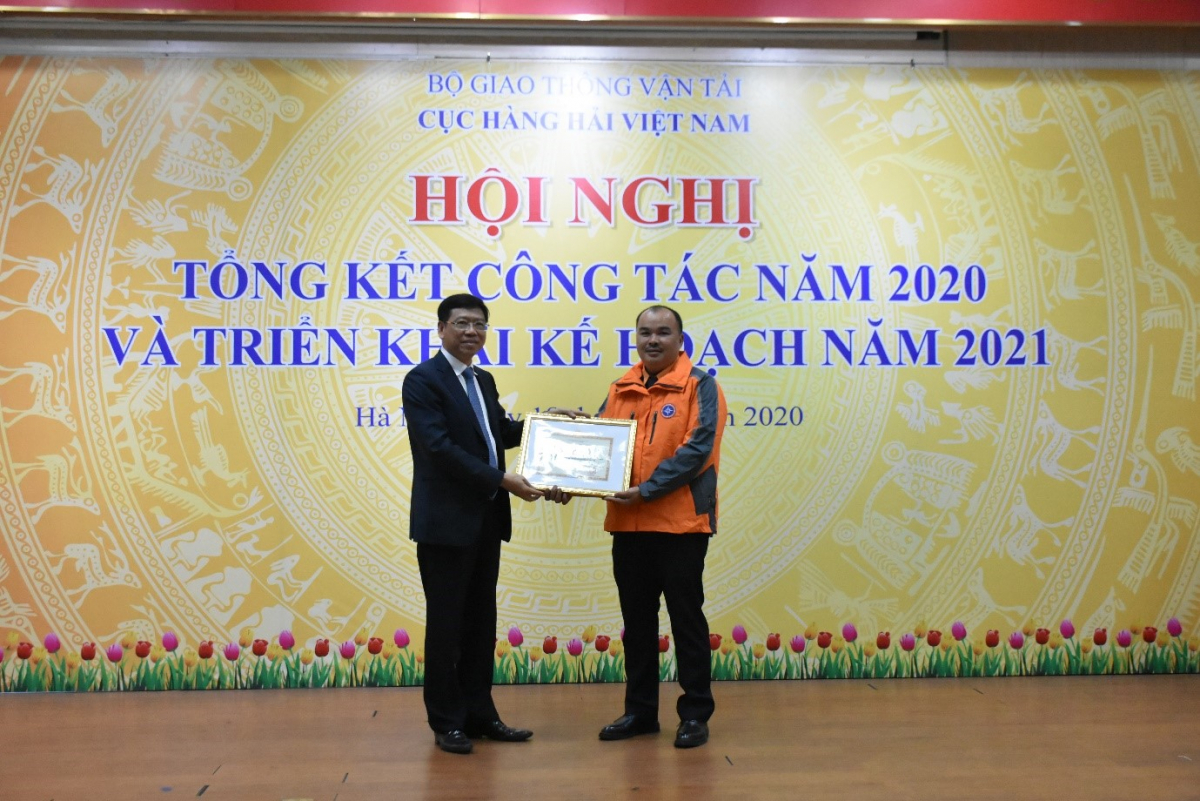 BỘ GIAO THÔNG VẬN TẢI
CỤC HÀNG HẢI VIỆT NAM
HỘI NGHỊ
TỔNG KẾT CÔNG TÁC NĂM 2020
VÀ TRIỂN KHAI KẾ HOẠCH NĂM 2021
Hà 2020